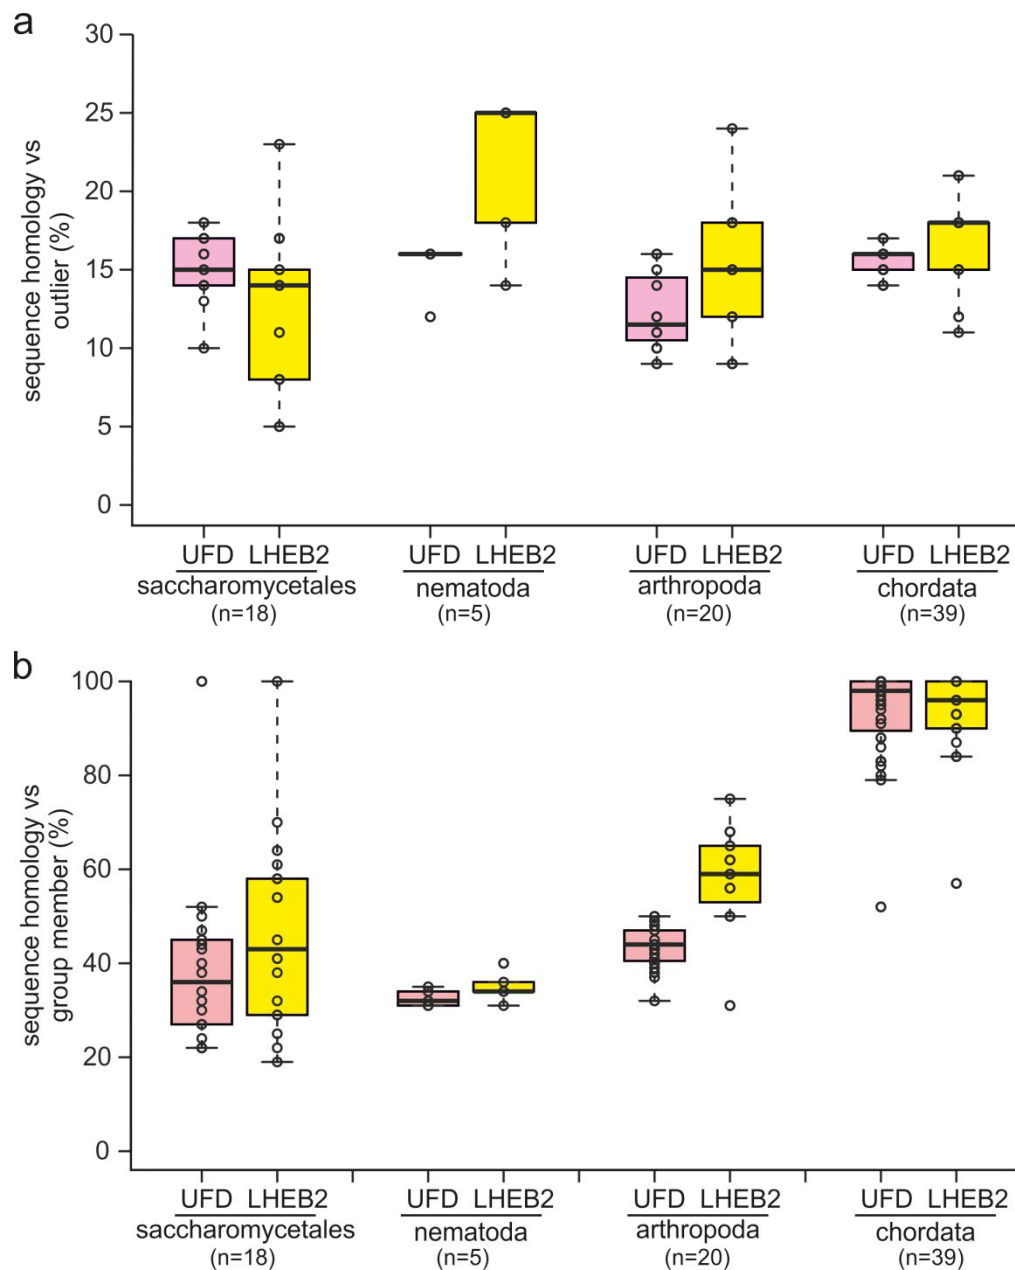 a
sequence homology vs
outlier (%)
30
25
20
15
10
5
0
UFD LHEB2 UFD LHEB2 UFD LHEB2 UFD LHEB2
saccharomycetales nematoda arthropoda chordata
(n=18) (n=5) (n=20) (n=39)
b
sequence homology vs
group member (%)
100
80
60
40
20
0
UFD LHEB2 UFD LHEB2 UFD LHEB2 UFD LHEB2
saccharomycetales nematoda arthropoda chordata
(n=18) (n=5) (n=20) (n=39)